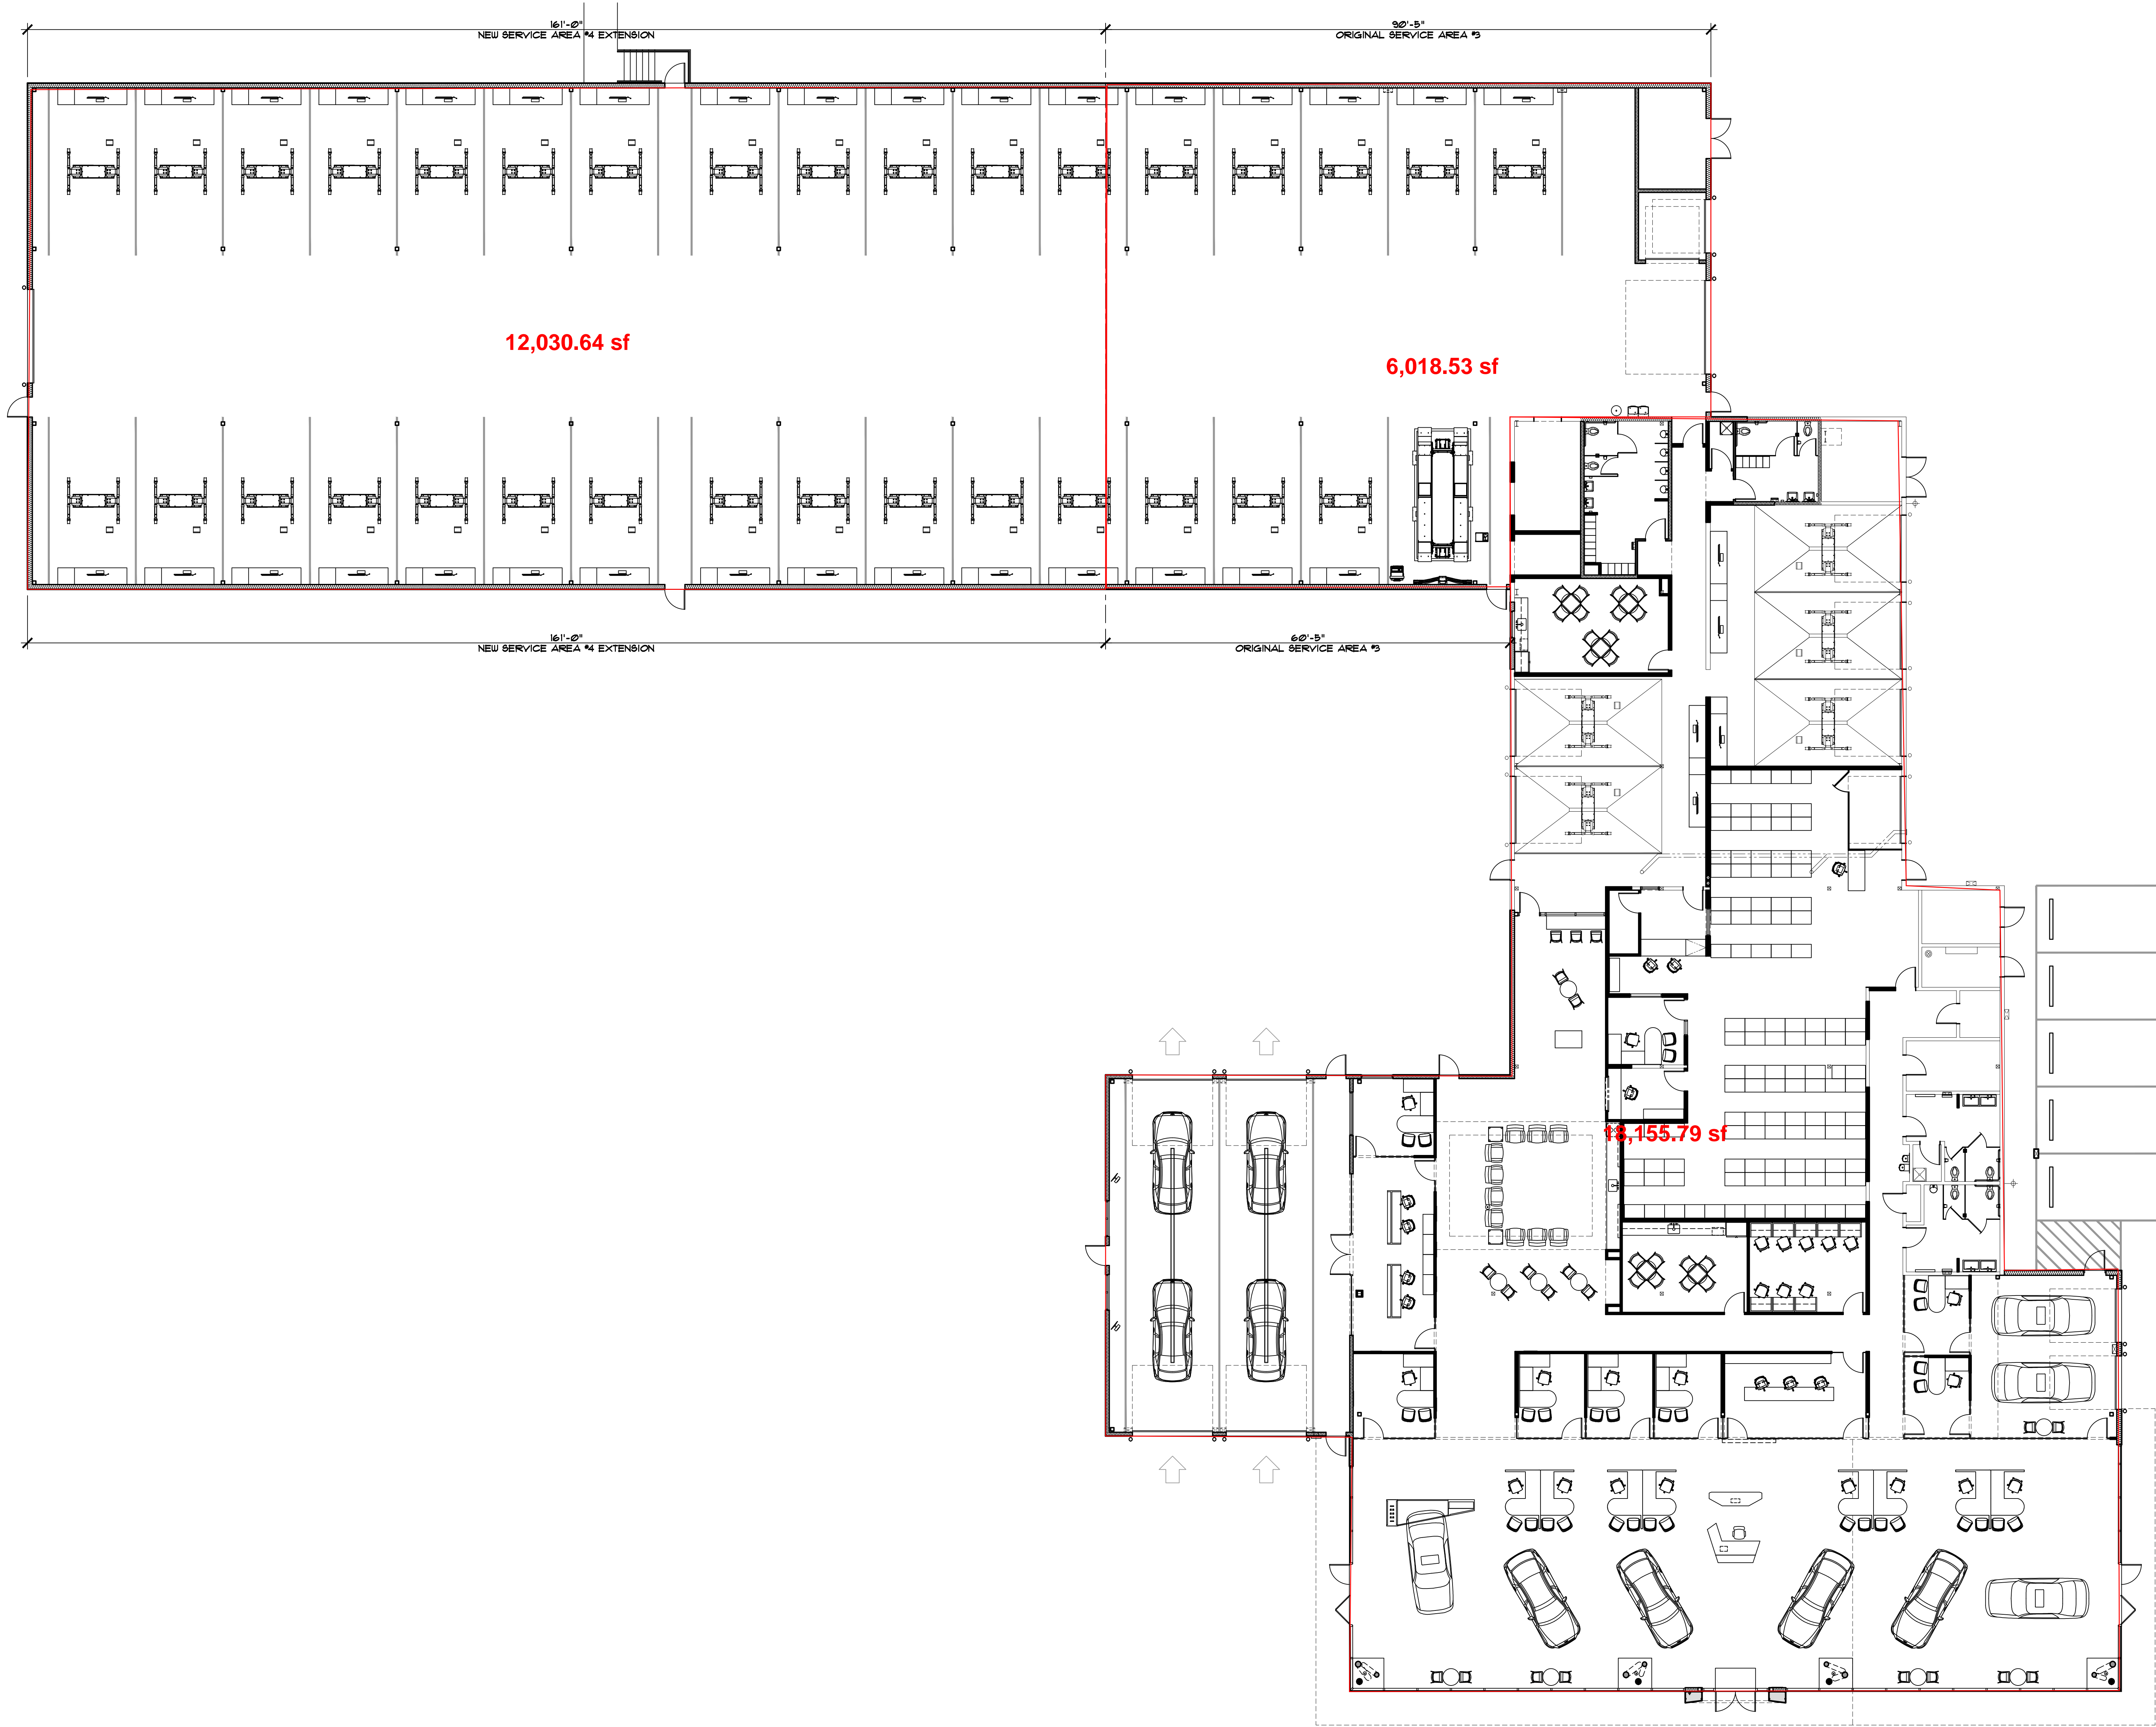 161'-0"
NEW SERVICE AREA #4 EXTENSION
90'-5"
ORIGINAL SERVICE AREA #3
12,030.64 sf
6,018.53 sf
161'-0"
NEW SERVICE AREA #4 EXTENSION
60'-5"
ORIGINAL SERVICE AREA #3
18,155.79 sf